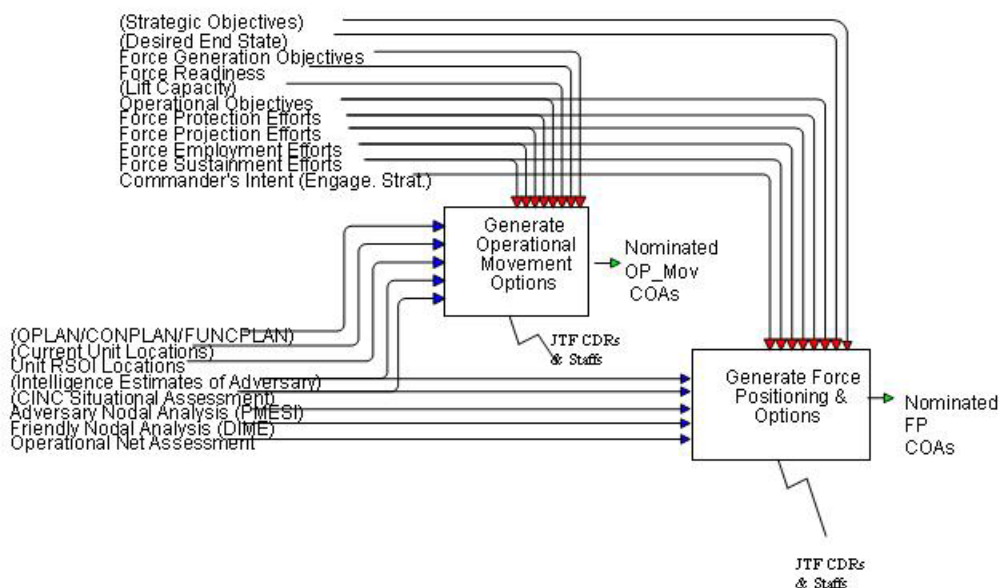 (Strategic Objectives)
(Desired End State)
Force Generation Objectives
Force Readiness
(Lift Capacity)
Operational Objectives
Force Protection Efforts
Force Projection Efforts
Force Employment Efforts
Force Sustainment Efforts
Commander's Intent (Engage. Strat.)
Generate
Operational
Movement
Options
Nominated
OP_Mov
COAs
JTF CDRs
& Staffs
(OPLAN/CONPLAN/FUNCPLAN)
(Current Unit Locations)
Unit RSOI Locations
(Intelligence Estimates of Adversary)
(CINC Situational Assessment)
Adversary Nodal Analysis (PMESI)
Friendly Nodal Analysis (DIME)
Operational Net Assessment
Generate Force
Positioning &
Options
Nominated
FP
COAs
JTF CDRs
& Staffs